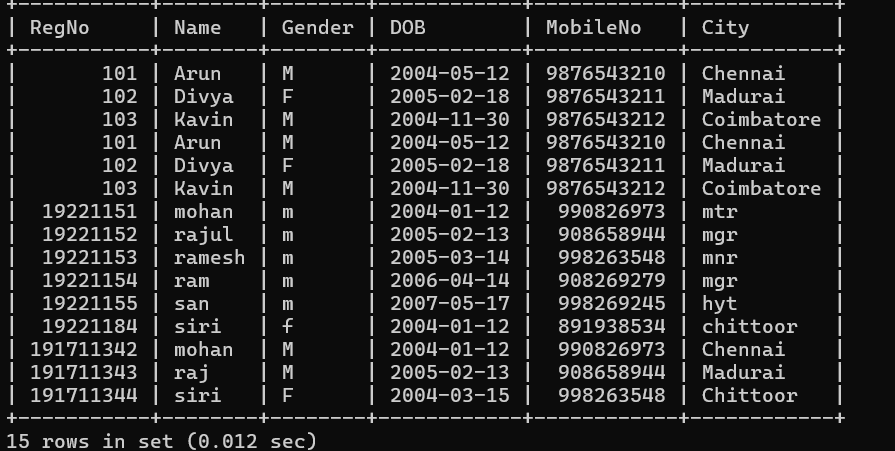 +-----------+--------+--------+------------+------------+------------+
| RegNo     | Name   | Gender | DOB        | MobileNo   | City       |
+-----------+--------+--------+------------+------------+------------+
|       101 | Arun   | M      | 2004-05-12 | 9876543210 | Chennai    |
|       102 | Divya  | F      | 2005-02-18 | 9876543211 | Madurai    |
|       103 | Kavin  | M      | 2004-11-30 | 9876543212 | Coimbatore |
|       101 | Arun   | M      | 2004-05-12 | 9876543210 | Chennai    |
|       102 | Divya  | F      | 2005-02-18 | 9876543211 | Madurai    |
|       103 | Kavin  | M      | 2004-11-30 | 9876543212 | Coimbatore |
|  19221151 | mohan  | m      | 2004-01-12 |  990826973 | mtr        |
|  19221152 | rajul  | m      | 2005-02-13 |  908658944 | mgr        |
|  19221153 | ramesh | m      | 2005-03-14 |  998263548 | mnr        |
|  19221154 | ram    | m      | 2006-04-14 |  908269279 | mgr        |
|  19221155 | san    | m      | 2007-05-17 |  998269245 | hyt        |
|  19221184 | siri   | f      | 2004-01-12 |  891938534 | chittoor   |
| 191711342 | mohan  | M      | 2004-01-12 |  990826973 | Chennai    |
| 191711343 | raj    | M      | 2005-02-13 |  908658944 | Madurai    |
| 191711344 | siri   | F      | 2004-03-15 |  998263548 | Chittoor   |
+-----------+--------+--------+------------+------------+------------+
15 rows in set (0.012 sec)